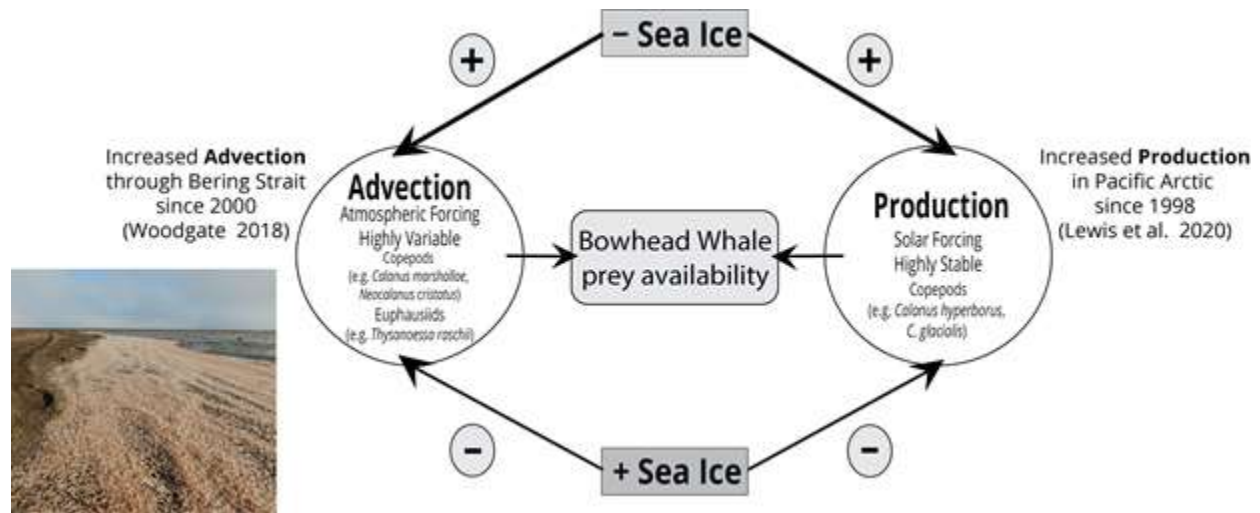 − Sea Ice
+
+
Increased Advection
through Bering Strait
since 2000
(Woodgate 2018)
Advection
Atmospheric Forcing
Highly Variable
Copepods
(e.g. Calanus marshallae,
Neocalanus cristatus)
Euphausiids
(e.g. Thysanoessa raschii)
Bowhead Whale
prey availability
Production
Solar Forcing
Highly Stable
Copepods
(e.g. Calanus hyperborus,
C. glacialis)
Increased Production
in Pacific Arctic
since 1998
(Lewis et al. 2020)
−
−
+ Sea Ice